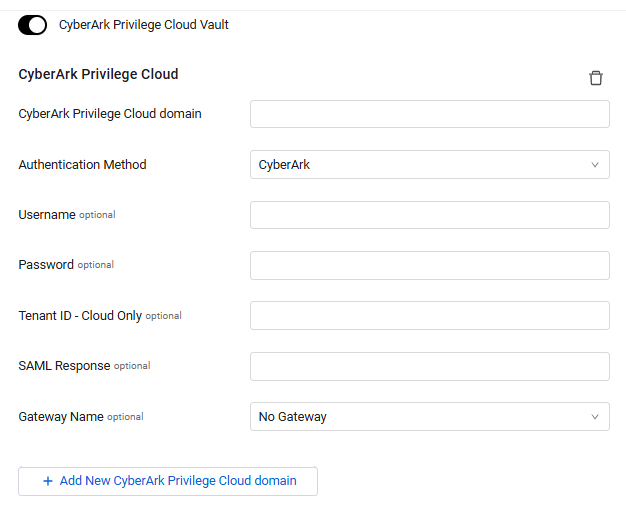 CyberArk Privilege Cloud Vault
CyberArk Privilege Cloud
CyberArk Privilege Cloud domain
Authentication Method CyberArk
Username optional
Password optional
Tenant ID - Cloud Only optional
SAML Response optional
Gateway Name optional No Gateway
+ Add New CyberArk Privilege Cloud domain